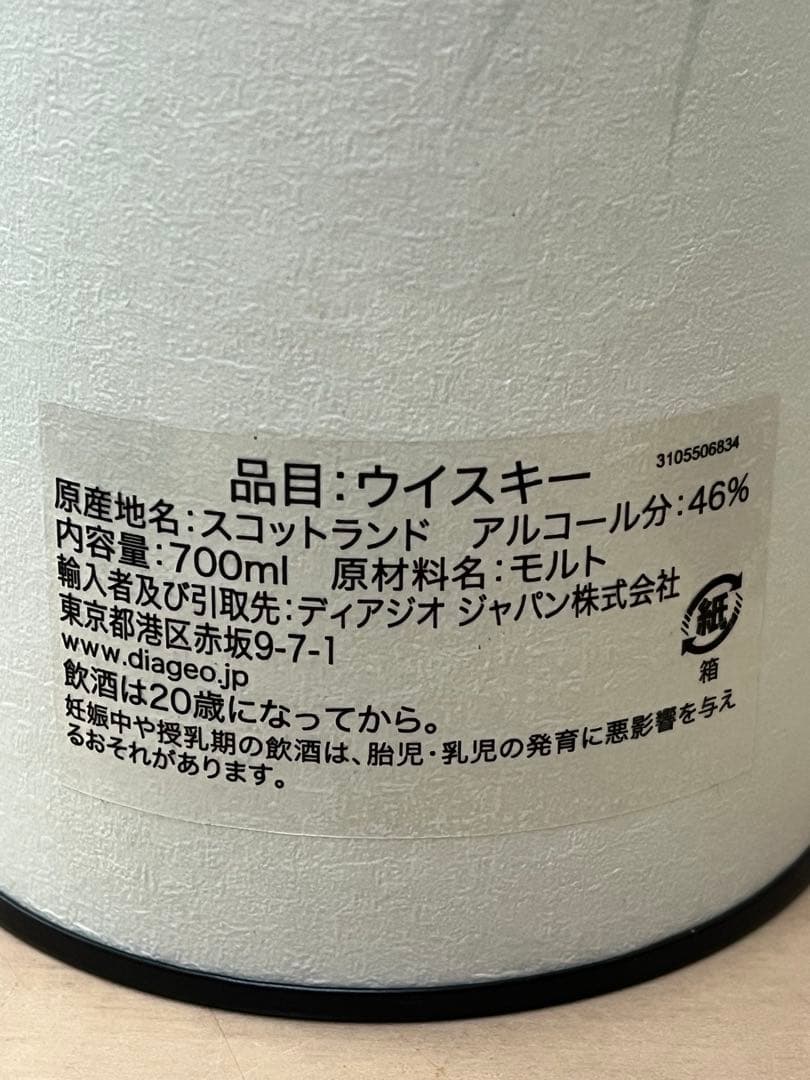 3105506834
品目:ウイスキー
原産地名:スコットランド アルコール分:46%
内容量:700ml 原材料名:モルト
輸入者及び引取先:ディアジオ ジャパン株式会社
東京都港区赤坂9-7-1
www.diageo.jp
紙
箱
飲酒は20歳になってから。
妊娠中や授乳期の飲酒は、胎児・乳児の発育に悪影響を与え
るおそれがあります。